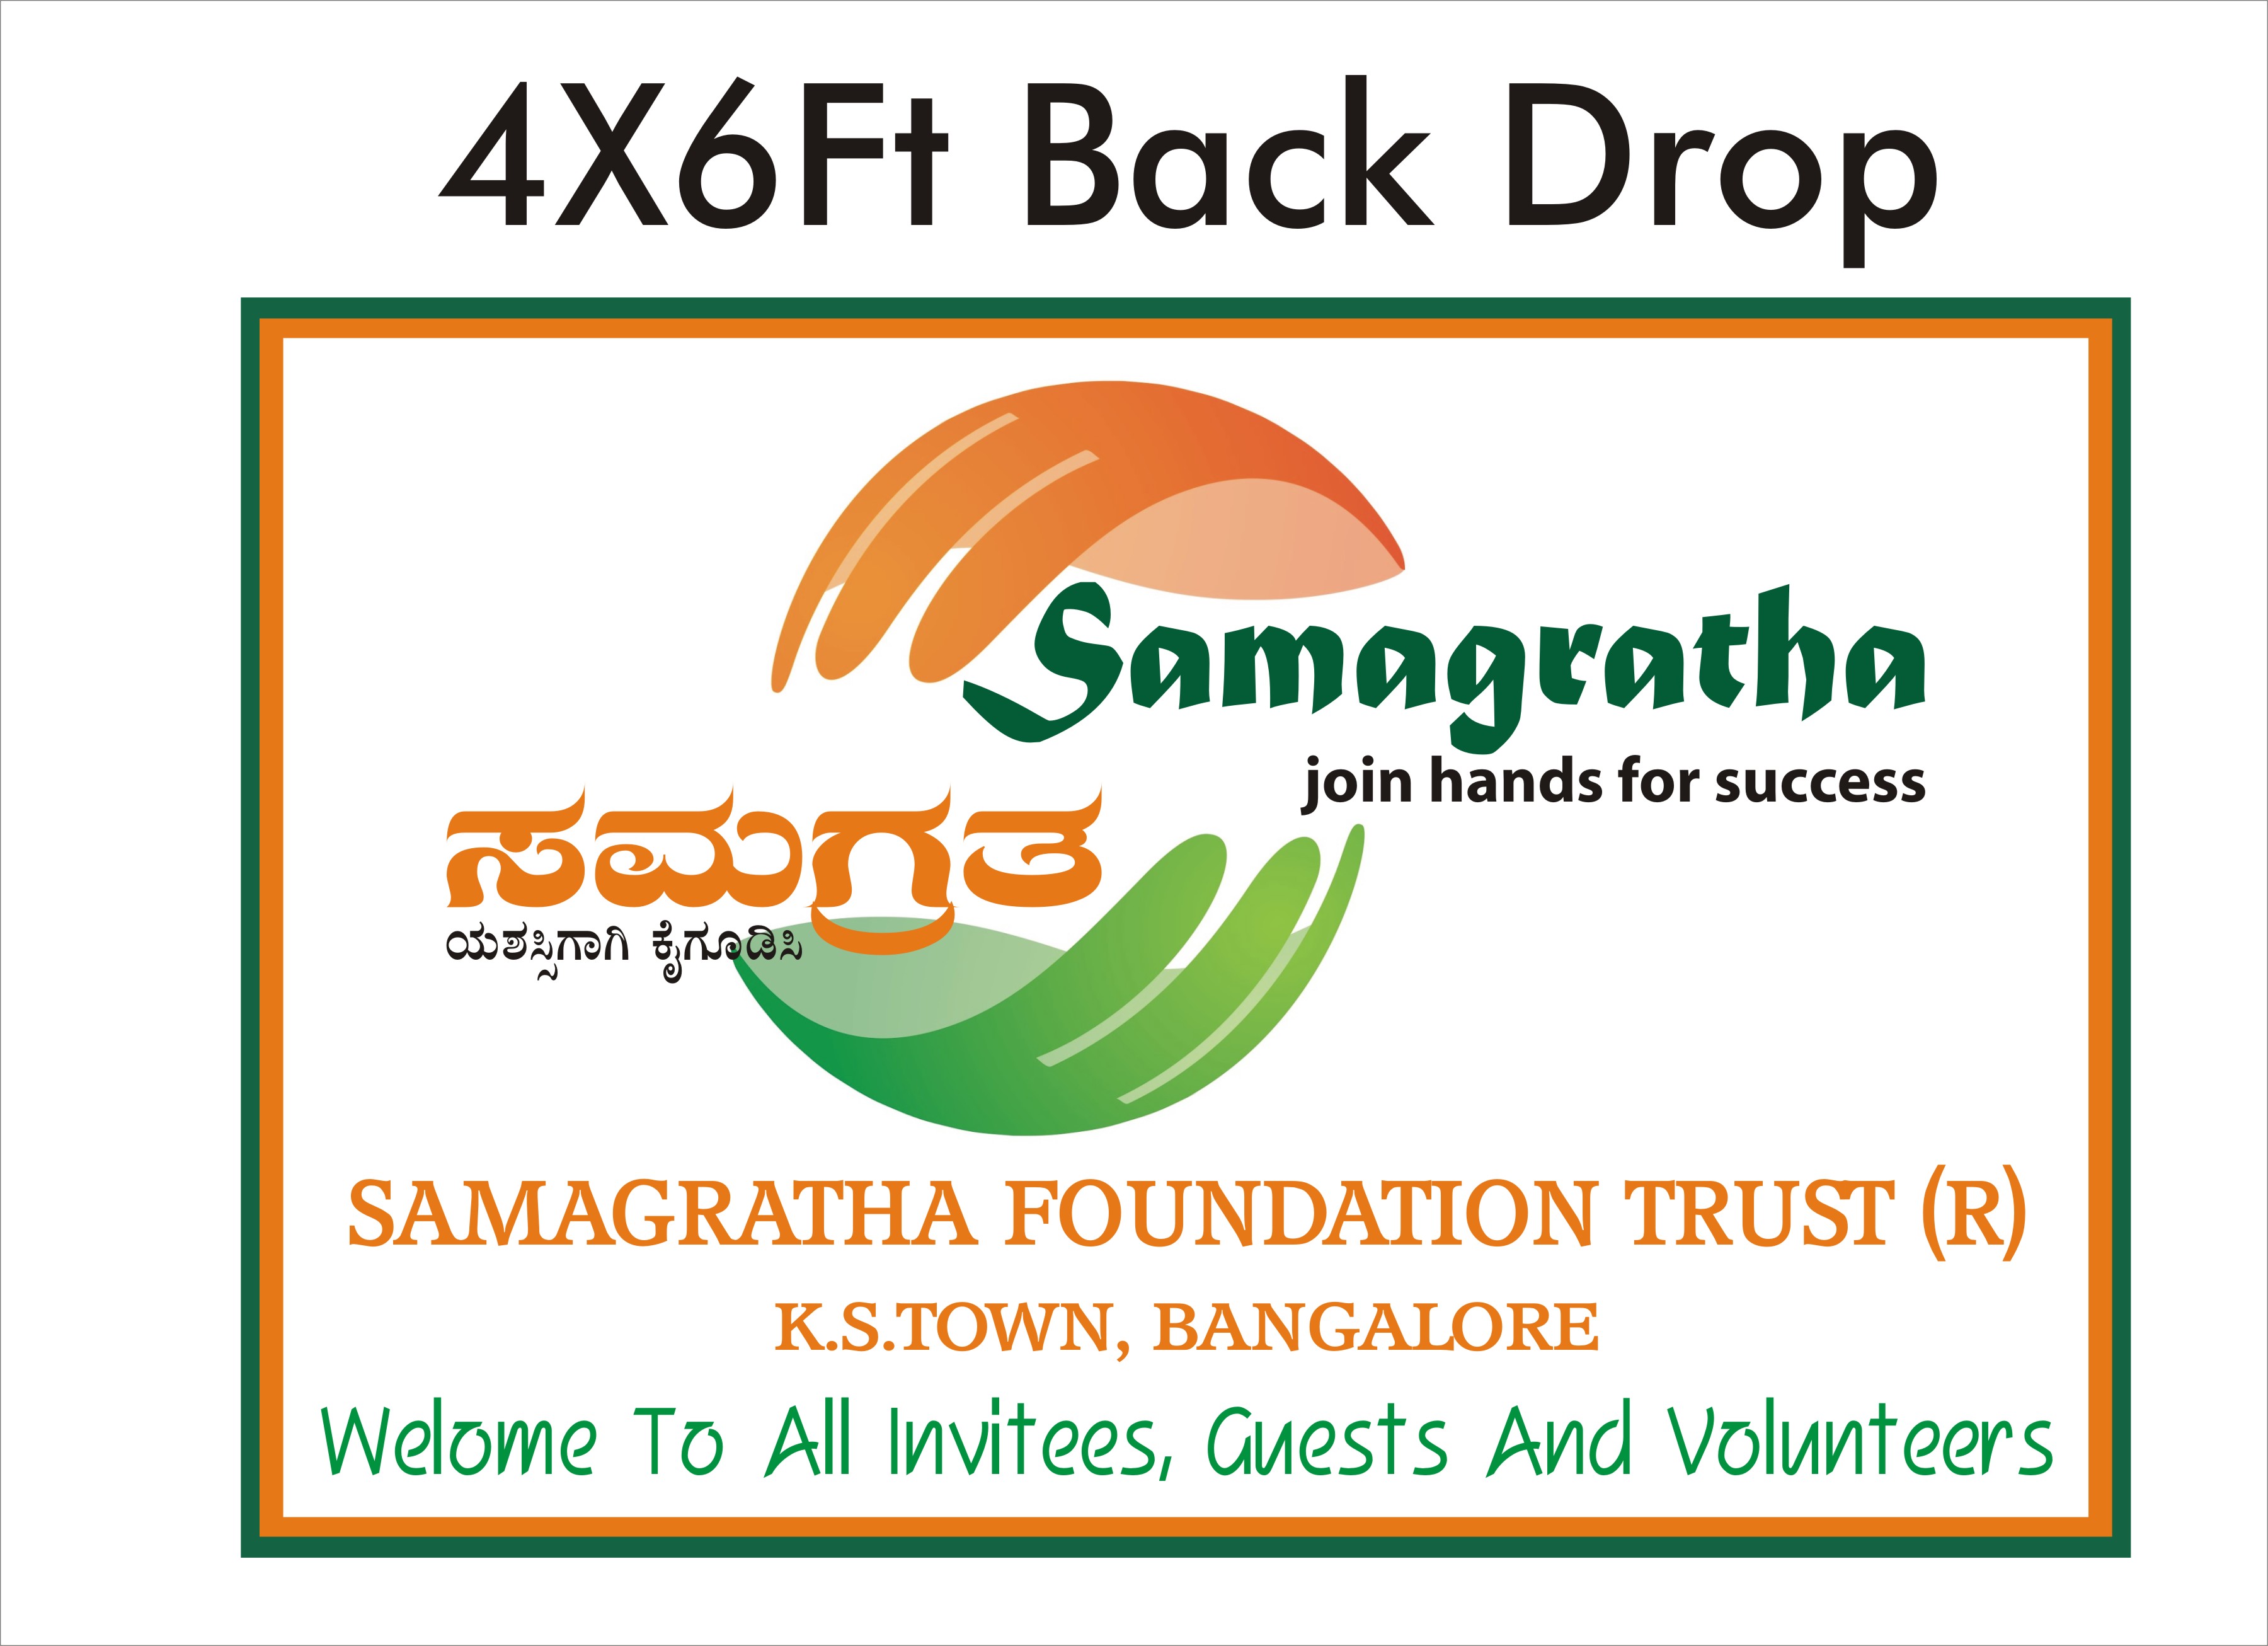 4X6Ft Back Drop
Samagratha
join hands for success
ಸಮಗ್ರತ
ಯಶಸ್ಸಿಗಾಗಿ ಕೈಗೂಡಿಸಿ
SAMAGRATHA FOUNDATION TRUST (R)
K.S.TOWN, BANGALORE
Welome To All Invitees, Guests And Volunteers